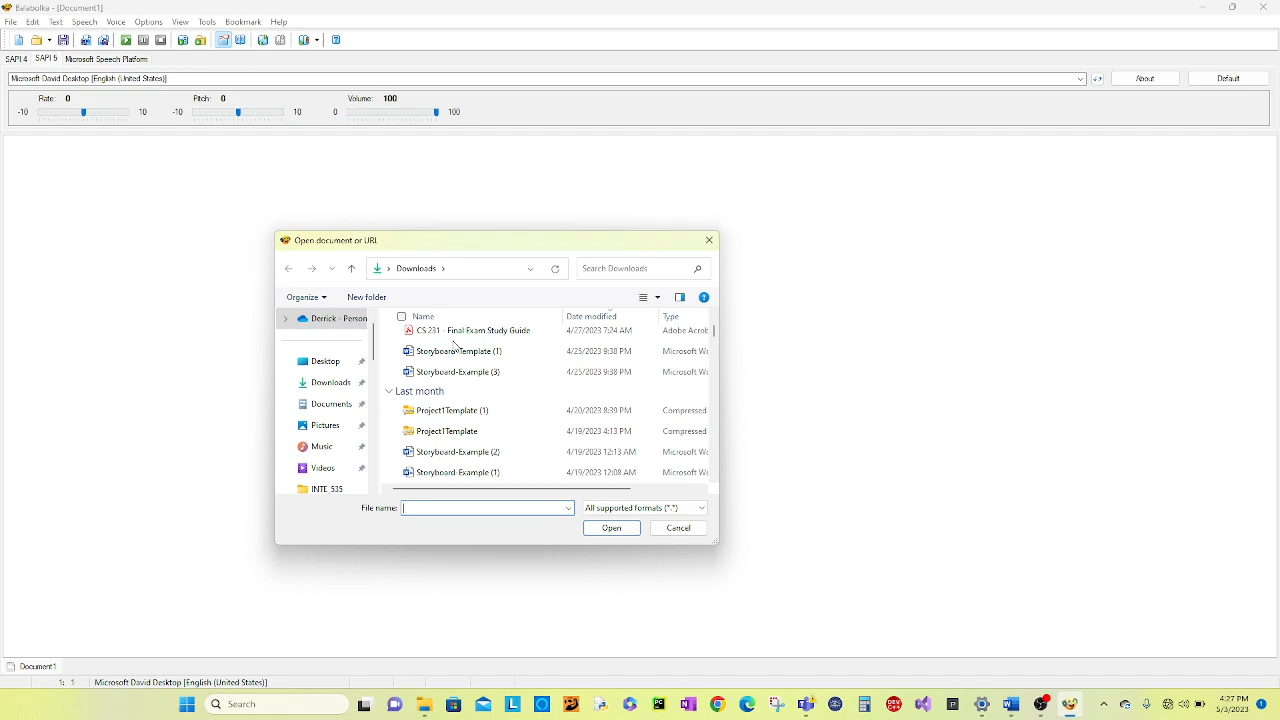 Balabolka - [Document1]
File Edit Text Speech Voice Options View Tools Bookmark Help
SAPI 4 SAPI 5 Microsoft Speech Platform
Microsoft David Desktop [English (United States)] About Default
Rate: 0 Pitch: 0 Volume: 100
-10 10 -10 10 0 100
Open document or URL
Downloads Search Downloads
Organize New folder
Name Date modified Type
Derrick - Person
CS 231 - Final Exam Study Guide 4/27/2023 7:24 AM Adobe Acrob
Storyboard-Template (1) 4/25/2023 9:38 PM Microsoft Wo
Desktop
Storyboard-Example (3) 4/25/2023 9:38 PM Microsoft Wo
Downloads
Last month
Documents
Project1Template (1) 4/20/2023 8:39 PM Compressed
Pictures
Project1Template 4/19/2023 4:13 PM Compressed
Music
Storyboard-Example (2) 4/19/2023 12:13 AM Microsoft Wo
Videos
Storyboard-Example (1) 4/19/2023 12:08 AM Microsoft Wo
INTE_535
File name: All supported formats (*.*)
Open Cancel
Document1
1: 1 Microsoft David Desktop [English (United States)]
Search
4:27 PM
5/3/2023